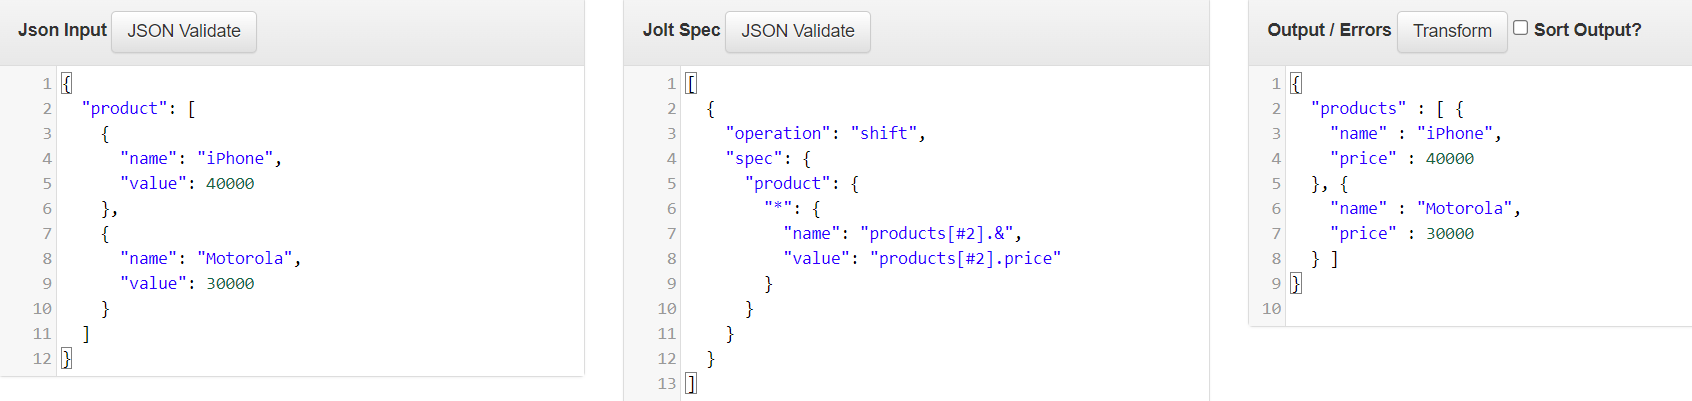 Json Input JSON Validate
1 {
2   "product": [
3     {
4       "name": "iPhone",
5       "value": 40000
6     },
7     {
8       "name": "Motorola",
9       "value": 30000
10     }
11   ]
12 }
Jolt Spec JSON Validate
1 [
2   {
3     "operation": "shift",
4     "spec": {
5       "product": {
6         "*": {
7           "name": "products[#2].&",
8           "value": "products[#2].price"
9         }
10       }
11     }
12   }
13 ]
Output / Errors Transform Sort Output?
1 {
2   "products" : [ {
3     "name" : "iPhone",
4     "price" : 40000
5   }, {
6     "name" : "Motorola",
7     "price" : 30000
8   } ]
9 }
10